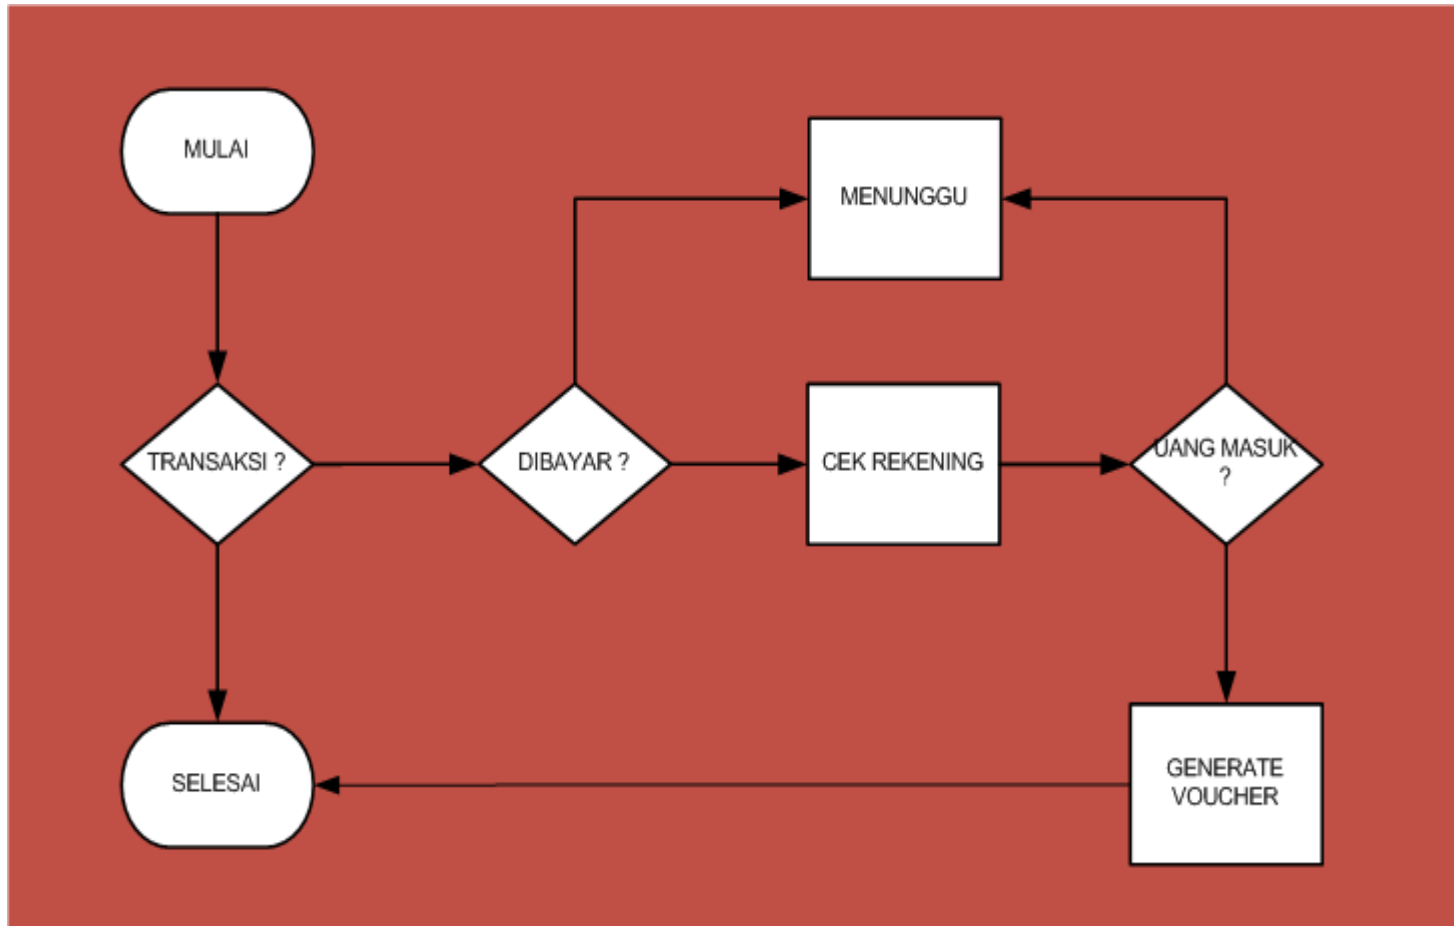 MULAI
MENUNGGU
TRANSAKSI ?
DIBAYAR ?
CEK REKENING
UANG MASUK
?
SELESAI
GENERATE
VOUCHER